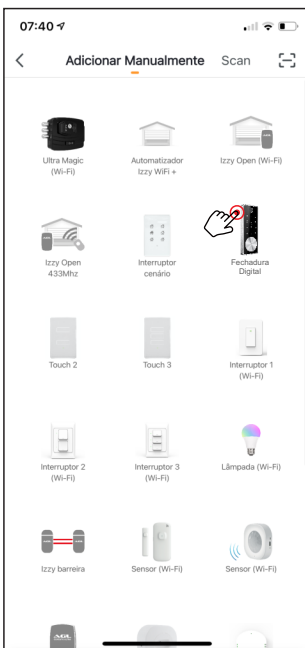 07:40
Adicionar Manualmente Scan
Ultra Magic
(Wi-Fi)
Automatizador
Izzy WiFi +
Izzy Open (Wi-Fi)
Izzy Open
433Mhz
Interruptor
cenário
Fechadura
Digital
Touch 2
Touch 3
Interruptor 1
(Wi-Fi)
Interruptor 2
(Wi-Fi)
Interruptor 3
(Wi-Fi)
Lâmpada (Wi-Fi)
Izzy barreira
Sensor (Wi-Fi)
Sensor (Wi-Fi)
AGL